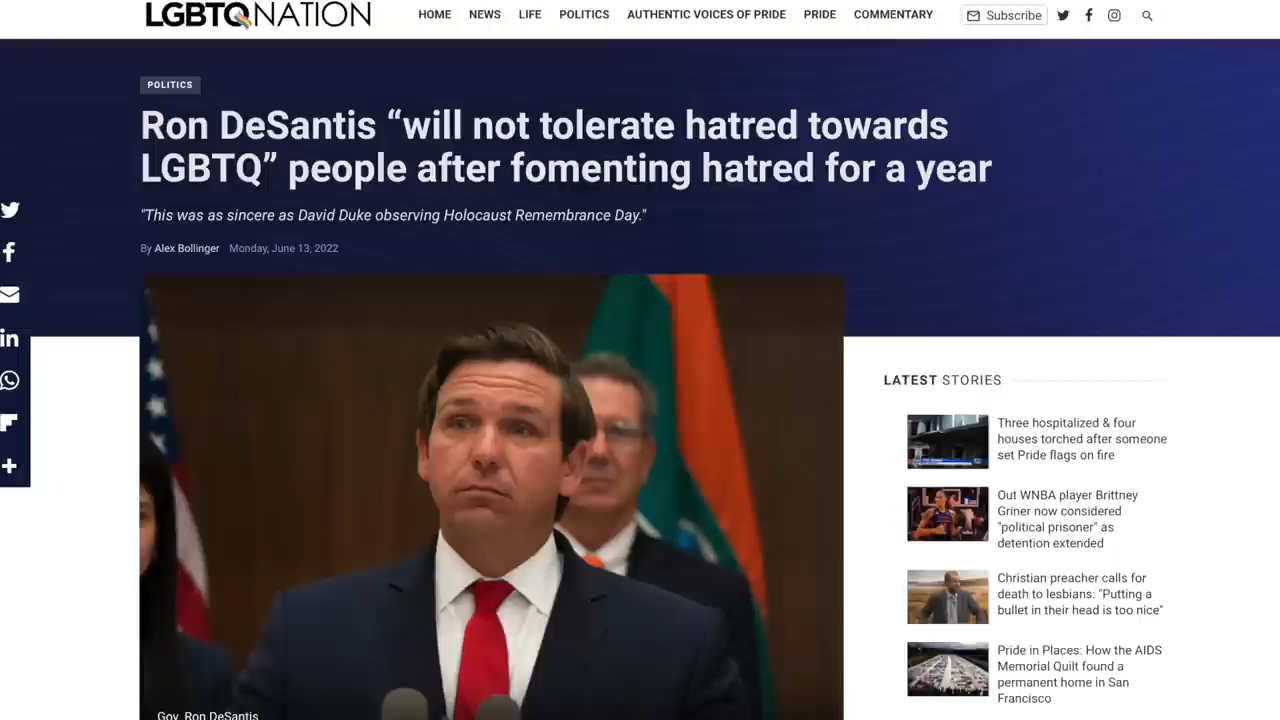 LGBTQNATION
HOME NEWS LIFE POLITICS AUTHENTIC VOICES OF PRIDE PRIDE COMMENTARY Subscribe
POLITICS
Ron DeSantis “will not tolerate hatred towards
LGBTQ” people after fomenting hatred for a year
"This was as sincere as David Duke observing Holocaust Remembrance Day."
By Alex Bollinger Monday, June 13, 2022
Gov. Ron DeSantis
LATEST STORIES
Three hospitalized & four
houses torched after someone
set Pride flags on fire
Out WNBA player Brittney
Griner now considered
"political prisoner" as
detention extended
Christian preacher calls for
death to lesbians: "Putting a
bullet in their head is too nice"
Pride in Places: How the AIDS
Memorial Quilt found a
permanent home in San
Francisco